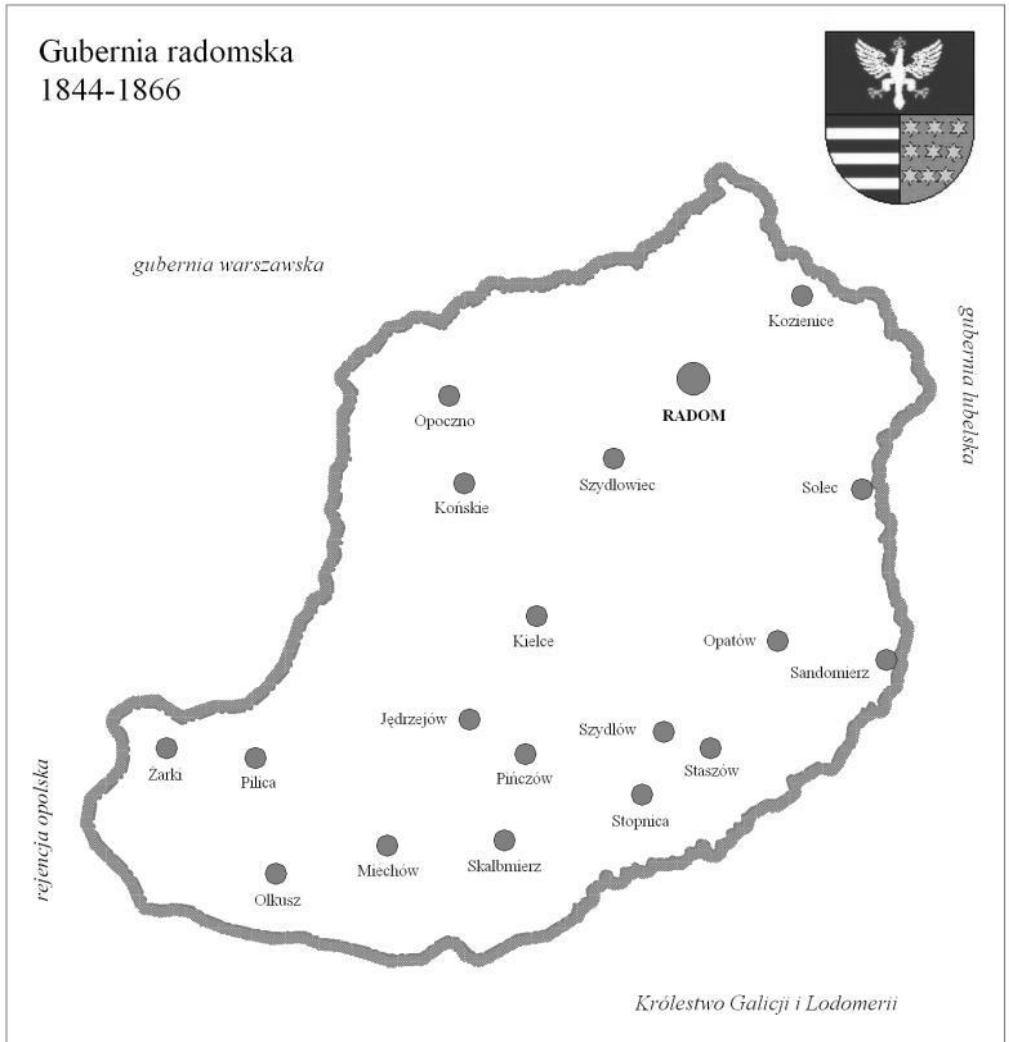 Gubernia radomska
1844-1866
gubernia warszawska
Kozienice
gubernia lubelska
RADOM
Opoczno
Szydłowiec
Końskie
Solec
Kielce
Opatów
Sandomierz
Jędrzejów
Szydłów
Pińczów
Staszów
Żarki
Pilica
Stopnica
rejencja opolska
Miechów
Skalbmierz
Olkusz
Królestwo Galicji i Lodomerii